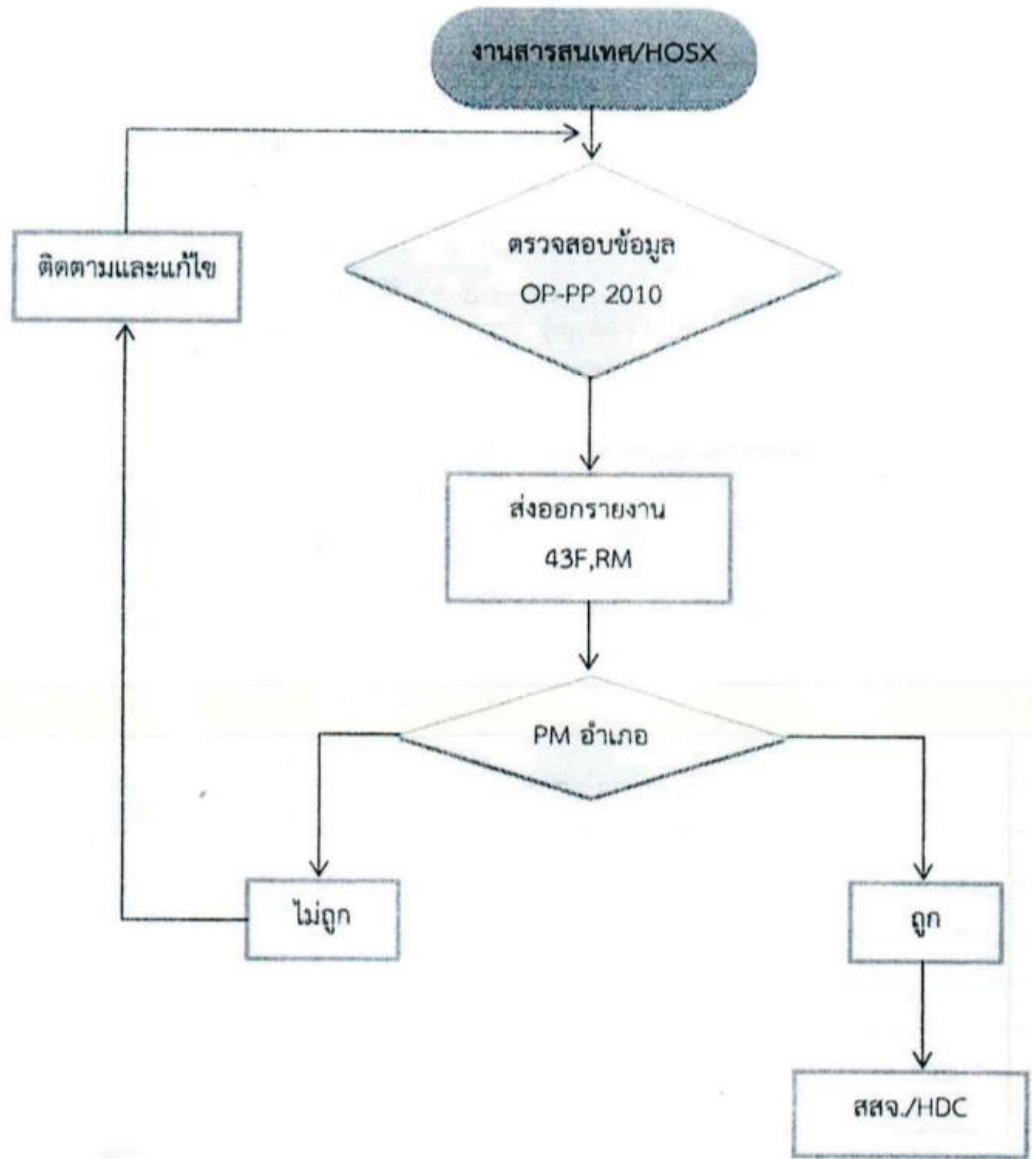 งานสารสนเทศ/HOSX
ติดตามและแก้ไข
ตรวจสอบข้อมูล
OP-PP 2010
ส่งออกรายงาน
43F,RM
PM อำเภอ
ไม่ถูก
ถูก
สสจ./HDC